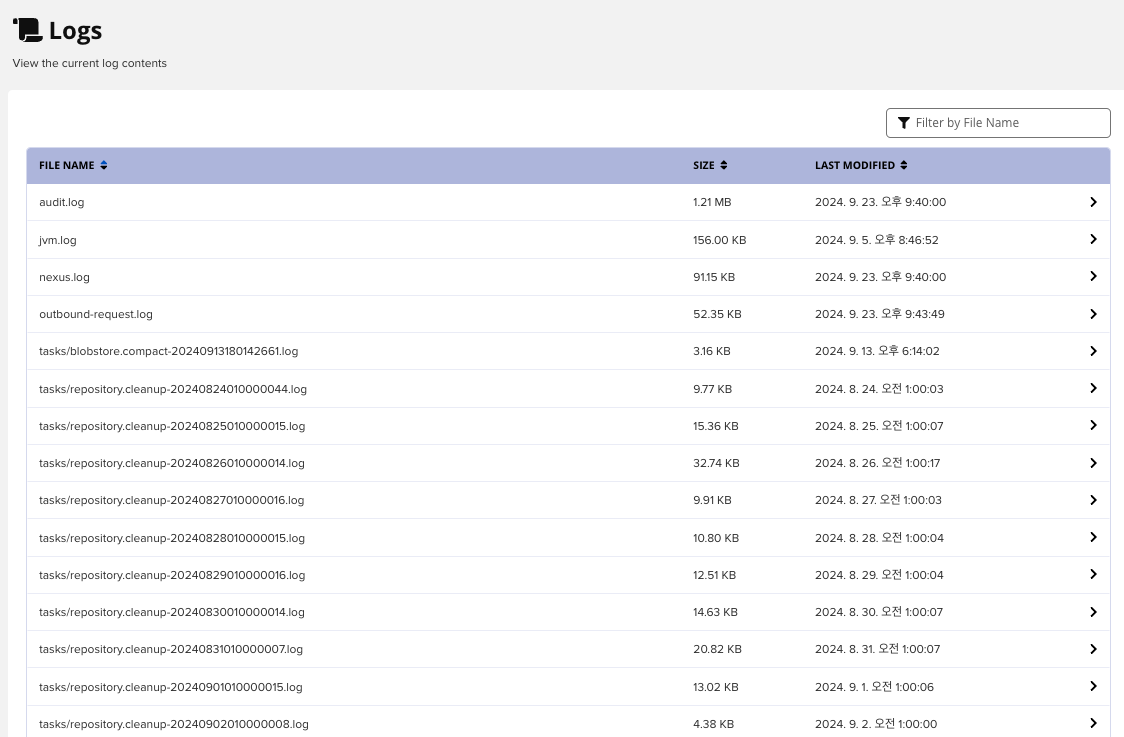 Logs
View the current log contents
Filter by File Name
FILE NAME SIZE LAST MODIFIED
audit.log 1.21 MB 2024. 9. 23. 오후 9:40:00
jvm.log 156.00 KB 2024. 9. 5. 오후 8:46:52
nexus.log 91.15 KB 2024. 9. 23. 오후 9:40:00
outbound-request.log 52.35 KB 2024. 9. 23. 오후 9:43:49
tasks/blobstore.compact-20240913180142661.log 3.16 KB 2024. 9. 13. 오후 6:14:02
tasks/repository.cleanup-20240824010000044.log 9.77 KB 2024. 8. 24. 오전 1:00:03
tasks/repository.cleanup-20240825010000015.log 15.36 KB 2024. 8. 25. 오전 1:00:07
tasks/repository.cleanup-20240826010000014.log 32.74 KB 2024. 8. 26. 오전 1:00:17
tasks/repository.cleanup-20240827010000016.log 9.91 KB 2024. 8. 27. 오전 1:00:03
tasks/repository.cleanup-20240828010000015.log 10.80 KB 2024. 8. 28. 오전 1:00:04
tasks/repository.cleanup-20240829010000016.log 12.51 KB 2024. 8. 29. 오전 1:00:04
tasks/repository.cleanup-20240830010000014.log 14.63 KB 2024. 8. 30. 오전 1:00:07
tasks/repository.cleanup-20240831010000007.log 20.82 KB 2024. 8. 31. 오전 1:00:07
tasks/repository.cleanup-20240901010000015.log 13.02 KB 2024. 9. 1. 오전 1:00:06
tasks/repository.cleanup-20240902010000008.log 4.38 KB 2024. 9. 2. 오전 1:00:00